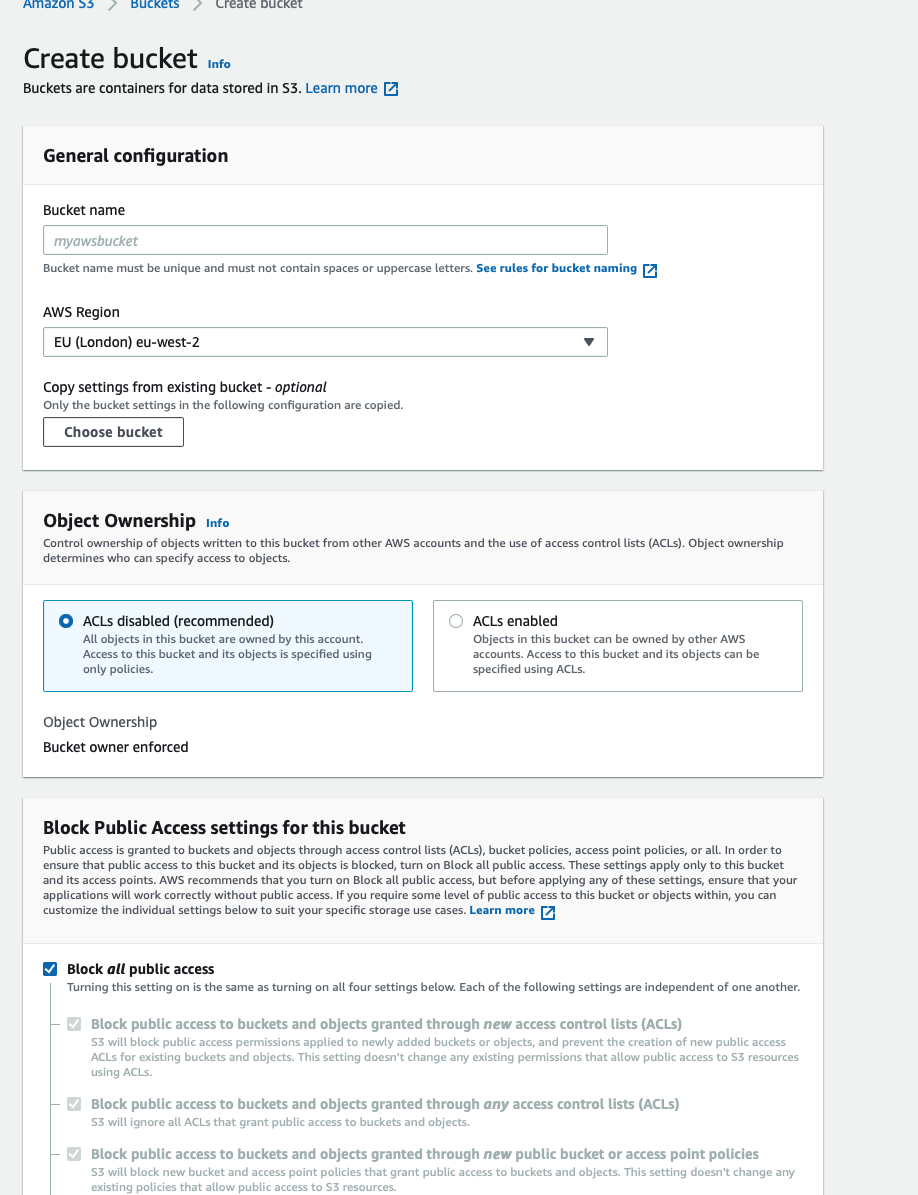 Amazon S3 > Buckets > Create bucket
Create bucket Info
Buckets are containers for data stored in S3. Learn more
General configuration
Bucket name
myawsbucket
Bucket name must be unique and must not contain spaces or uppercase letters. See rules for bucket naming
AWS Region
EU (London) eu-west-2
Copy settings from existing bucket - optional
Only the bucket settings in the following configuration are copied.
Choose bucket
Object Ownership Info
Control ownership of objects written to this bucket from other AWS accounts and the use of access control lists (ACLs). Object ownership
determines who can specify access to objects.
ACLs disabled (recommended)
All objects in this bucket are owned by this account.
Access to this bucket and its objects is specified using
only policies.
ACLs enabled
Objects in this bucket can be owned by other AWS
accounts. Access to this bucket and its objects can be
specified using ACLs.
Object Ownership
Bucket owner enforced
Block Public Access settings for this bucket
Public access is granted to buckets and objects through access control lists (ACLs), bucket policies, access point policies, or all. In order to
ensure that public access to this bucket and its objects is blocked, turn on Block all public access. These settings apply only to this bucket
and its access points. AWS recommends that you turn on Block all public access, but before applying any of these settings, ensure that your
applications will work correctly without public access. If you require some level of public access to this bucket or objects within, you can
customize the individual settings below to suit your specific storage use cases. Learn more
Block all public access
Turning this setting on is the same as turning on all four settings below. Each of the following settings are independent of one another.
Block public access to buckets and objects granted through new access control lists (ACLs)
S3 will block public access permissions applied to newly added buckets or objects, and prevent the creation of new public access
ACLs for existing buckets and objects. This setting doesn't change any existing permissions that allow public access to S3 resources
using ACLs.
Block public access to buckets and objects granted through any access control lists (ACLs)
S3 will ignore all ACLs that grant public access to buckets and objects.
Block public access to buckets and objects granted through new public bucket or access point policies
S3 will block new bucket and access point policies that grant public access to buckets and objects. This setting doesn't change any
existing policies that allow public access to S3 resources.